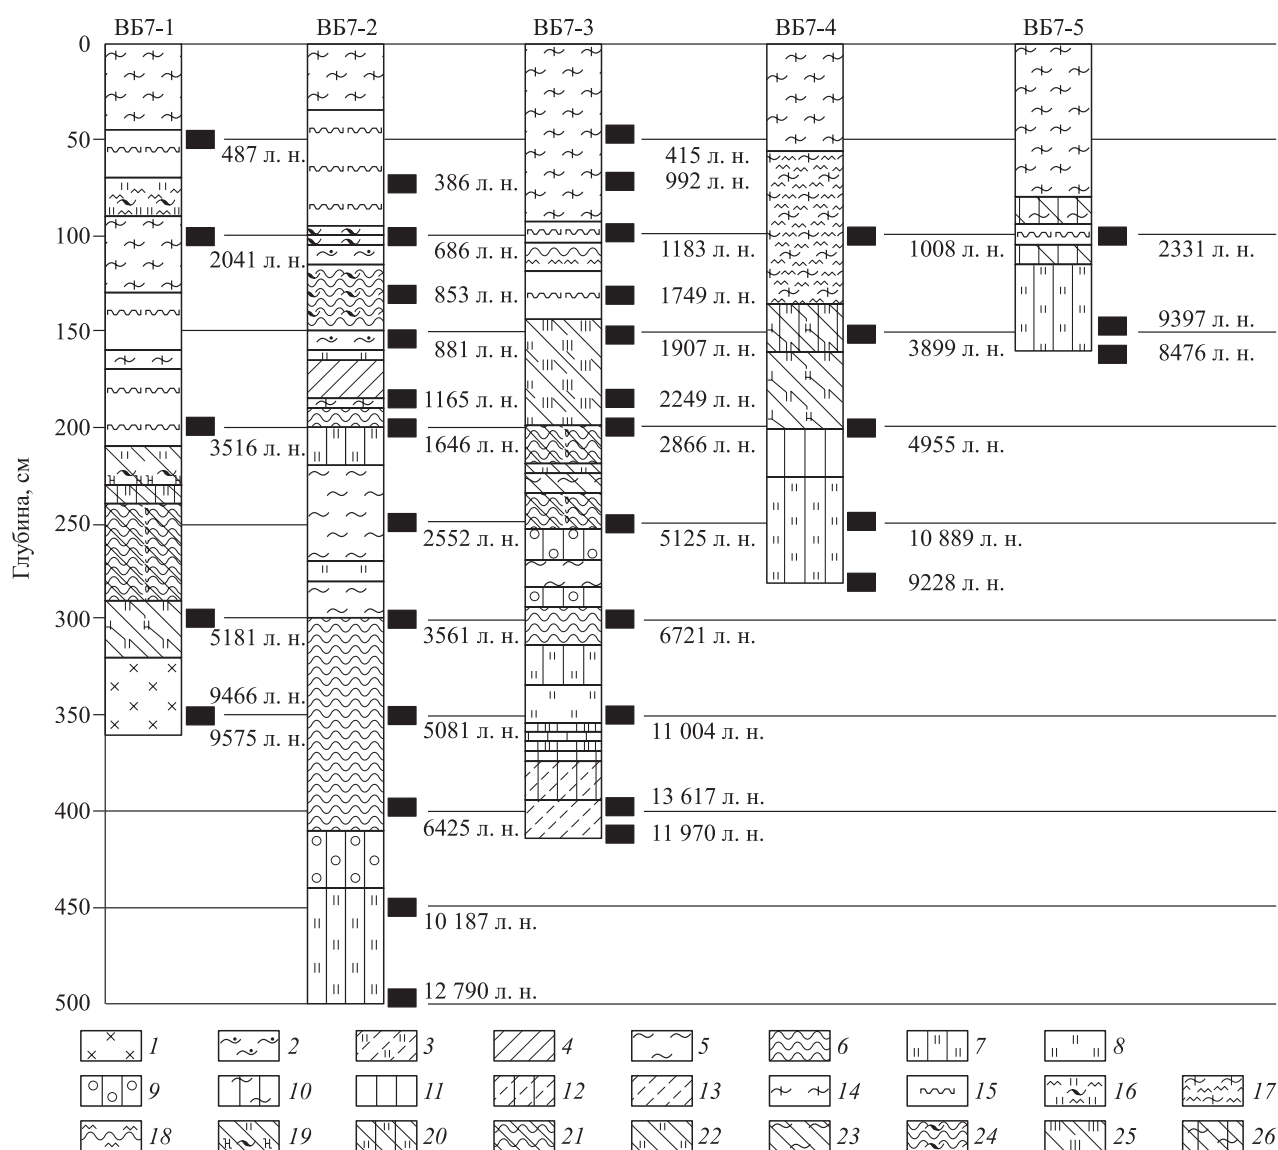 ВБ7-1 ВБ7-2 ВБ7-3 ВБ7-4 ВБ7-5
0
50
487 л. н. 415 л. н.
386 л. н. 992 л. н.
100
2041 л. н. 686 л. н. 1183 л. н. 1008 л. н. 2331 л. н.
853 л. н. 1749 л. н.
9397 л. н.
150
881 л. н. 1907 л. н. 3899 л. н. 8476 л. н.
1165 л. н. 2249 л. н.
200
3516 л. н. 1646 л. н. 2866 л. н. 4955 л. н.
Глубина, см
250
2552 л. н. 5125 л. н. 10 889 л. н.
9228 л. н.
300
5181 л. н. 3561 л. н. 6721 л. н.
9466 л. н.
350
9575 л. н. 5081 л. н. 11 004 л. н.
13 617 л. н.
400
6425 л. н. 11 970 л. н.
450
10 187 л. н.
12 790 л. н.
500
1 2 3 4 5 6 7 8
9 10 11 12 13 14 15 16 17
18 19 20 21 22 23 24 25 26